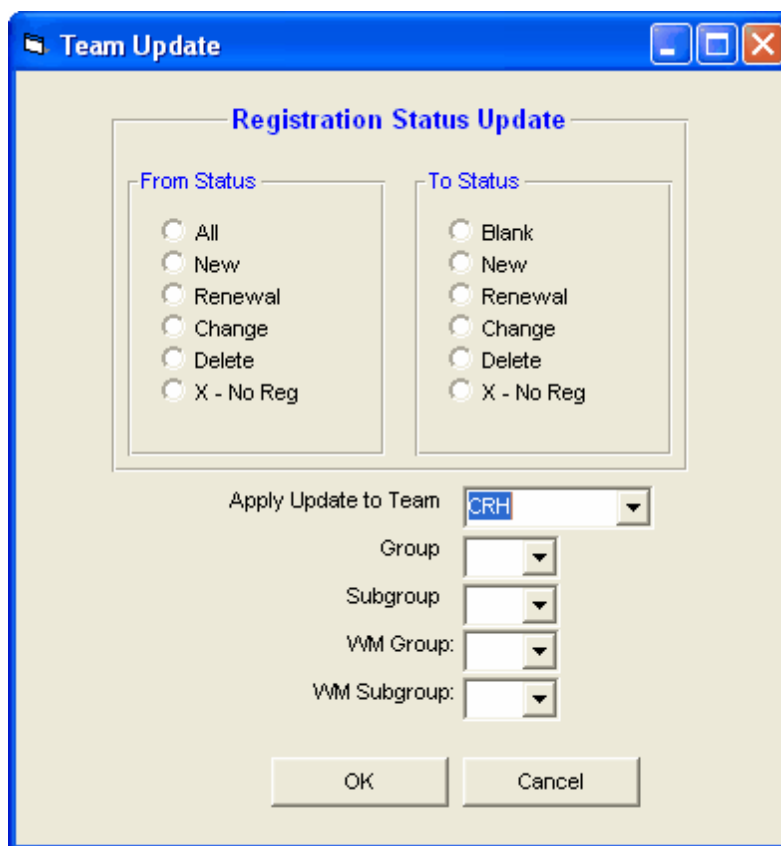 Team Update
Registration Status Update
From Status
All
New
Renewal
Change
Delete
X - No Reg
To Status
Blank
New
Renewal
Change
Delete
X - No Reg
Apply Update to Team CRH
Group
Subgroup
WM Group:
WM Subgroup:
OK Cancel